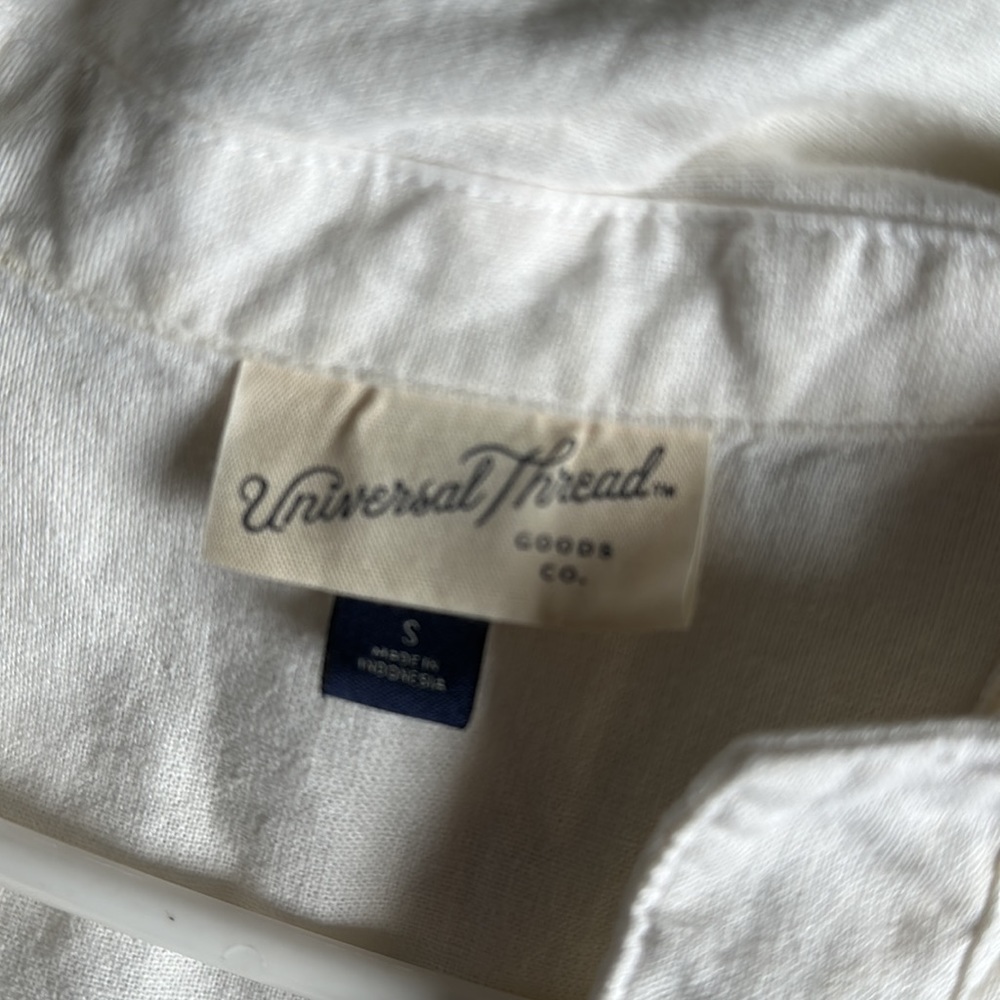 Universal Thread™
GOODS
CO.
S
MADE IN
INDONESIA